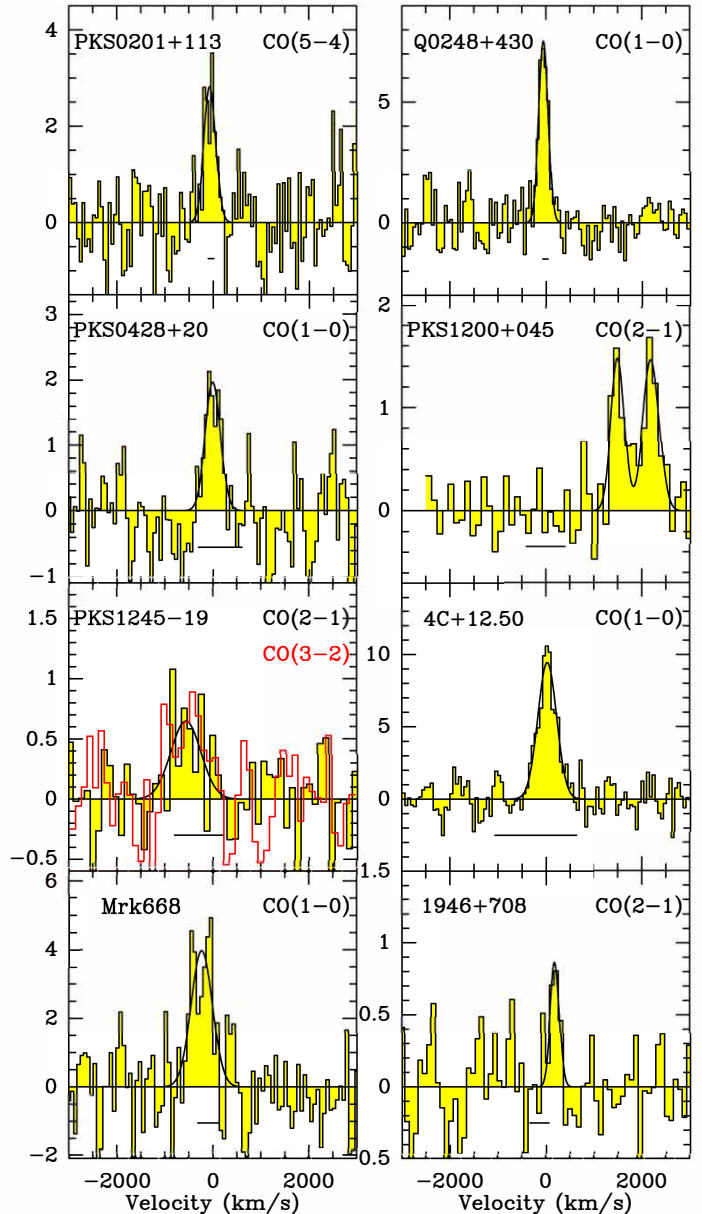 PKS0201+113 CO(5−4)
4
2
0
Q0248+430 CO(1−0)
5
0
PKS0428+20 CO(1−0)
3
2
1
0
−1
PKS1200+045 CO(2−1)
2
1
0
PKS1245−19 CO(2−1)
CO(3−2)
1.5
1
0.5
0
−0.5
4C+12.50 CO(1−0)
10
5
0
Mrk668 CO(1−0)
6
4
2
0
−2
1946+708 CO(2−1)
1.5
1
0.5
0
0.5
−2000 0 2000
Velocity (km/s)
−2000 0 2000
Velocity (km/s)